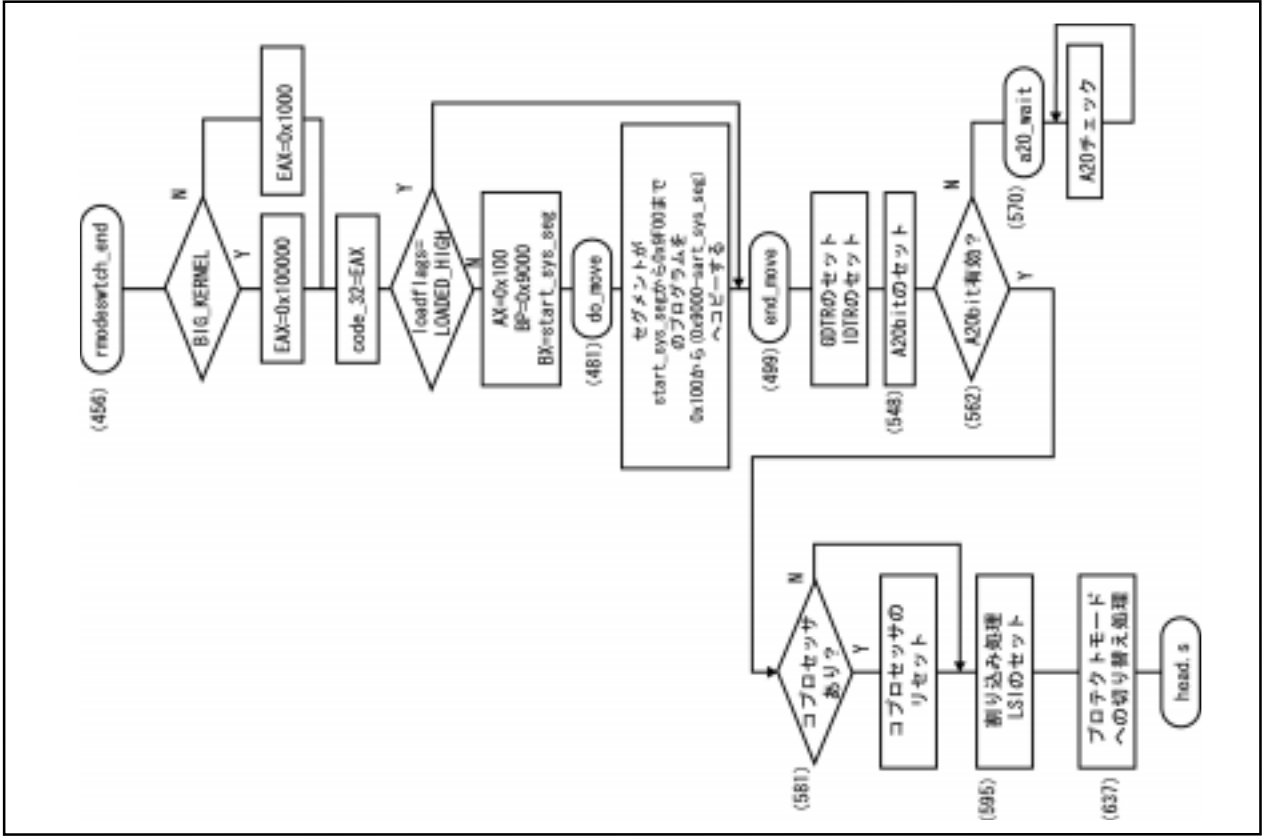 (456)
rmodeswtch_end
BIG_KERNEL
N
Y
EAX=0x1000
EAX=0x100000
code_32=EAX
loadflags=
LOADED_HIGH
Y
N
AX=0x100
BP=0x9000
BX=start_sys_seg
(481)
do_move
セグメントが
start_sys_segから0x9F00まで
のプログラムを
0x100から(0x9000-sart_sys_seg)
へコピーする
(499)
end_move
GDTRのセット
IDTRのセット
(548)
A20bitのセット
(562)
A20bit有効?
N
Y
(570)
a20_wait
A20チェック
(581)
コプロセッサ
あり?
N
Y
コプロセッサの
リセット
(595)
割り込み処理
LSIのセット
(637)
プロテクトモード
への切り替え処理
head.s